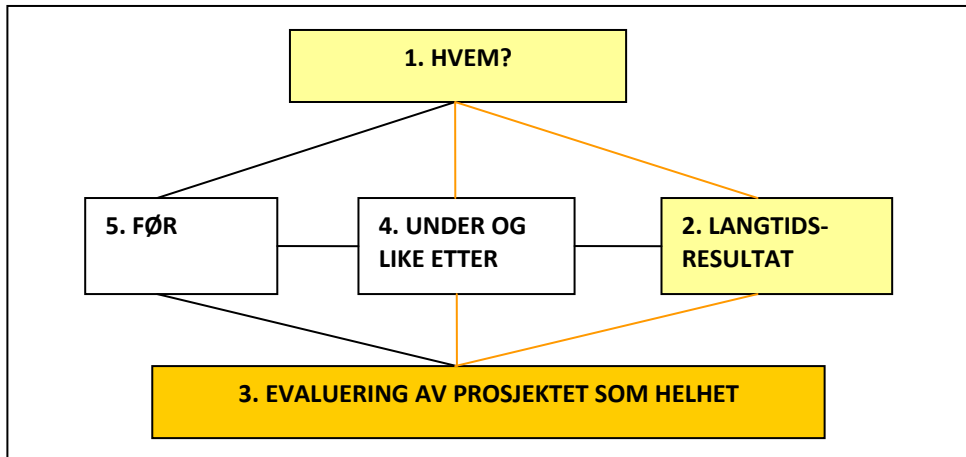 1. HVEM?
5. FØR
4. UNDER OG
LIKE ETTER
2. LANGTIDS-
RESULTAT
3. EVALUERING AV PROSJEKTET SOM HELHET